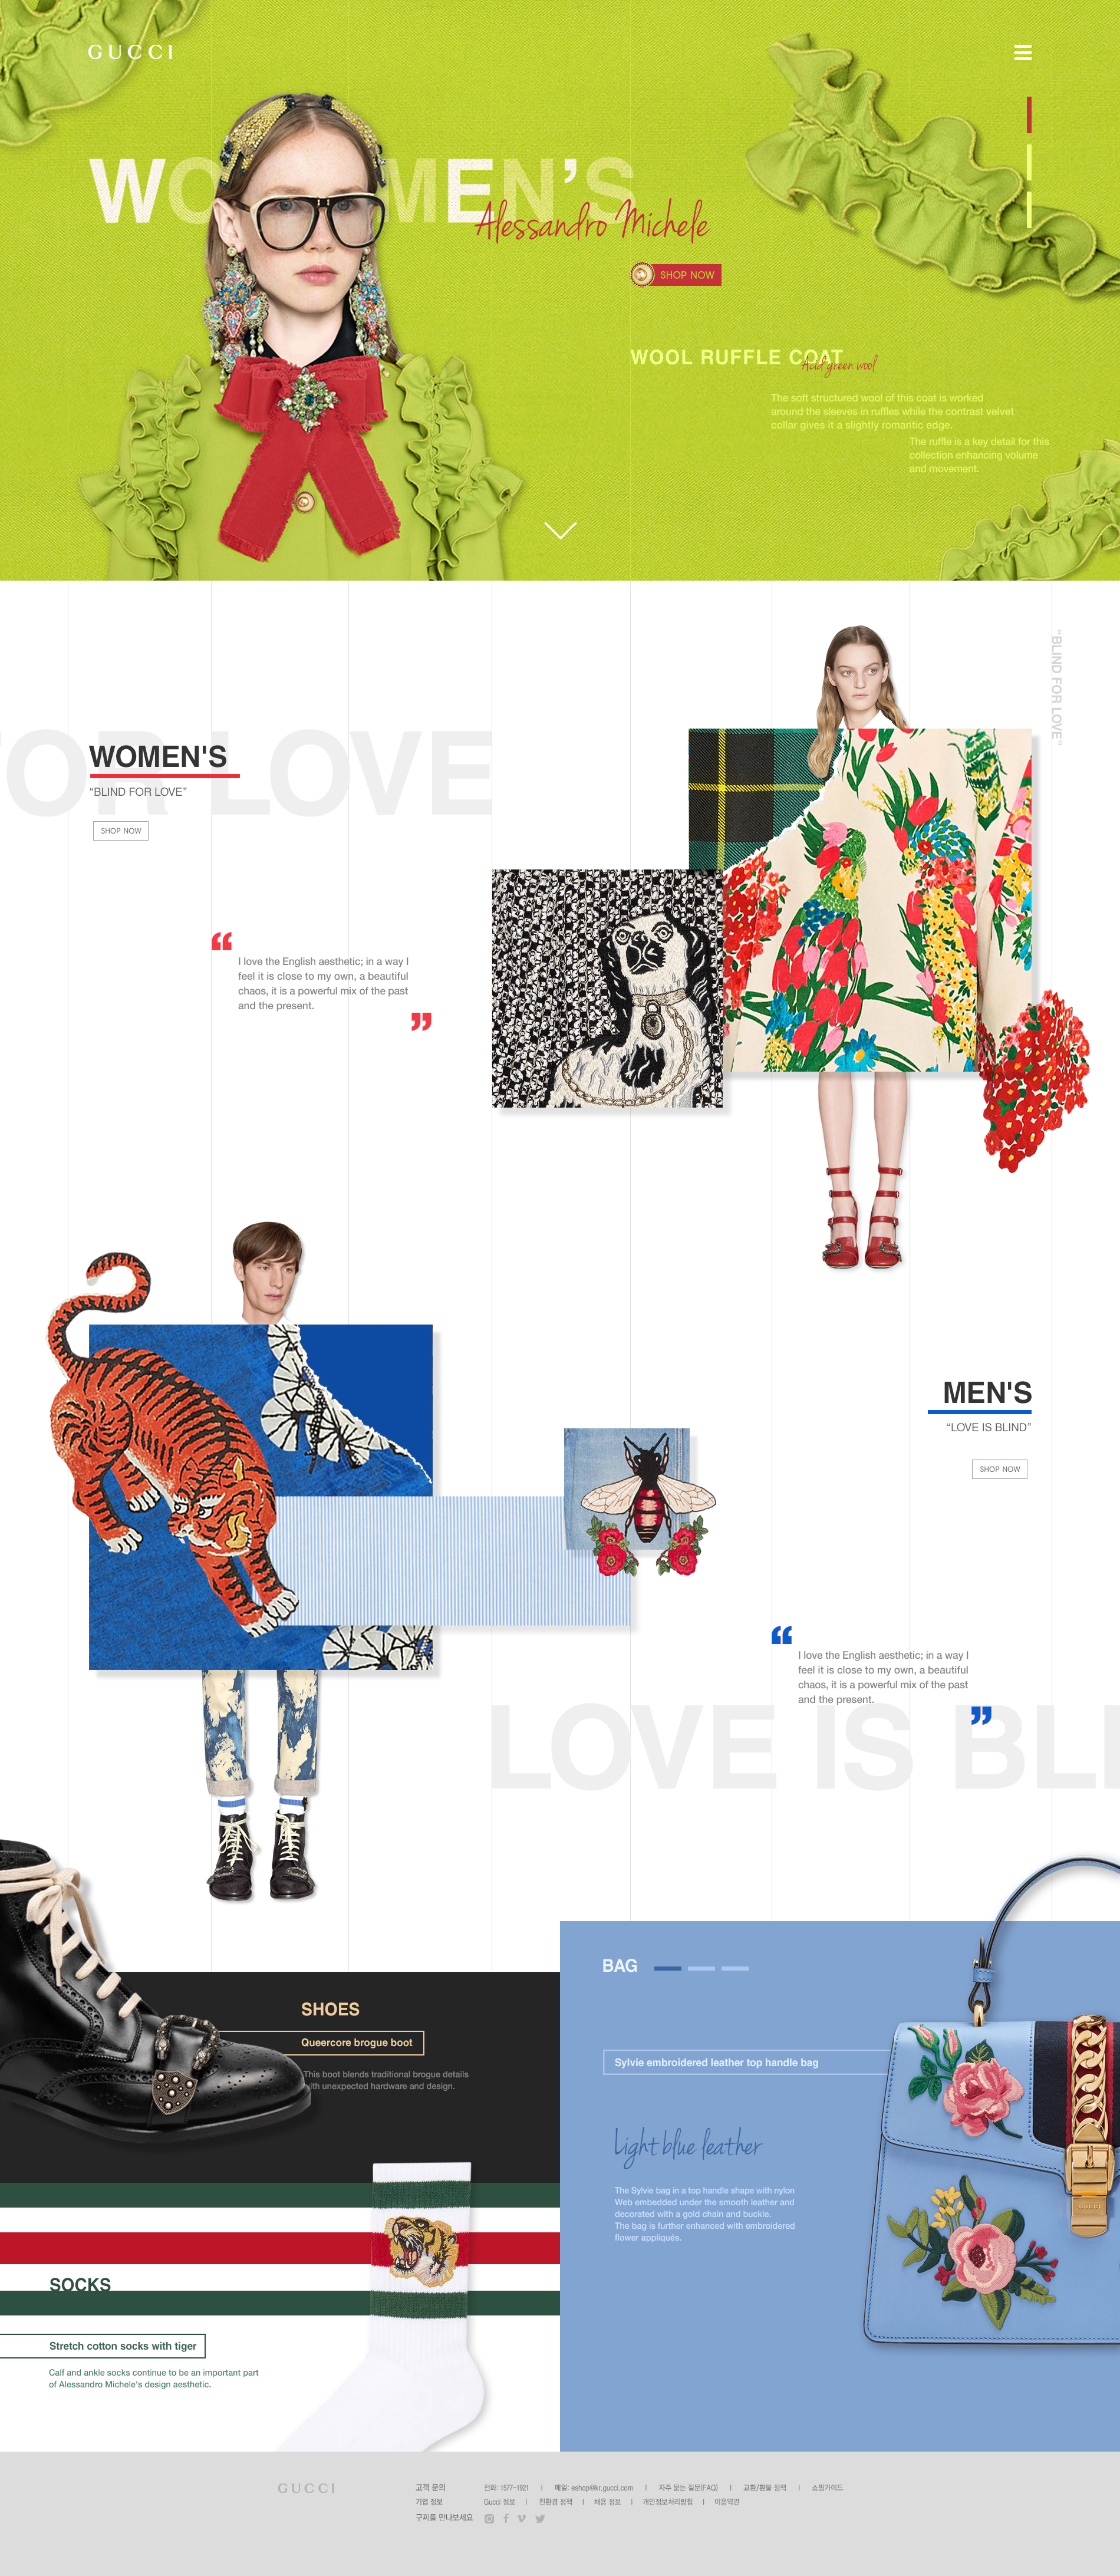 GUCCI
WOMEN'S
Alessandro Michele
SHOP NOW
WOOL RUFFLE COAT
Acid green wool
The soft structured wool of this coat is worked
around the sleeves in ruffles while the contrast velvet
collar gives it a slightly romantic edge.
The ruffle is a key detail for this
collection enhancing volume
and movement.
"BLIND FOR LOVE"
FOR LOVE
WOMEN'S
“BLIND FOR LOVE”
SHOP NOW
“
I love the English aesthetic; in a way I
feel it is close to my own, a beautiful
chaos, it is a powerful mix of the past
and the present.
”
MEN'S
“LOVE IS BLIND”
SHOP NOW
“
I love the English aesthetic; in a way I
feel it is close to my own, a beautiful
chaos, it is a powerful mix of the past
and the present.
”
LOVE IS BLI
SHOES
Queercore brogue boot
This boot blends traditional brogue details
with unexpected hardware and design.
BAG
Sylvie embroidered leather top handle bag
Light blue leather
The Sylvie bag in a top handle shape with nylon
Web embedded under the smooth leather and
decorated with a gold chain and buckle.
The bag is further enhanced with embroidered
flower appliqués.
GUCCI
SOCKS
Stretch cotton socks with tiger
Calf and ankle socks continue to be an important part
of Alessandro Michele's design aesthetic.
GUCCI
고객 문의 전화: 1577-1921 | 메일: eshop@kr.gucci.com | 자주 묻는 질문(FAQ) | 교환/환불 정책 | 쇼핑가이드
기업 정보 Gucci 정보 | 친환경 정책 | 채용 정보 | 개인정보처리방침 | 이용약관
구찌를 만나보세요